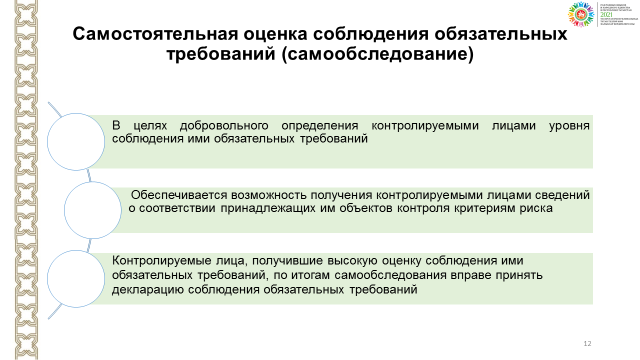 2021
Самостоятельная оценка соблюдения обязательных
требований (самообследование)
В целях добровольного определения контролируемыми лицами уровня
соблюдения ими обязательных требований
Обеспечивается возможность получения контролируемыми лицами сведений
о соответствии принадлежащих им объектов контроля критериям риска
Контролируемые лица, получившие высокую оценку соблюдения ими
обязательных требований, по итогам самообследования вправе принять
декларацию соблюдения обязательных требований
12